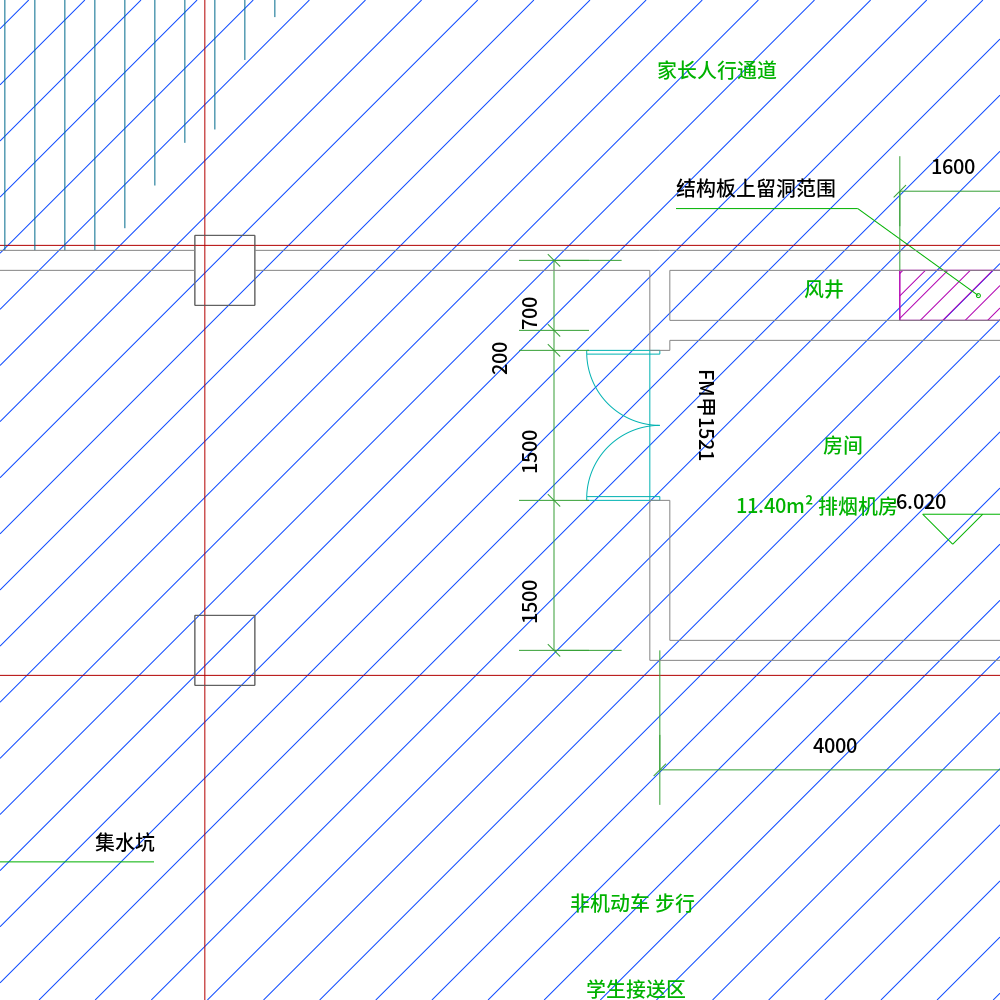 家长人行通道
1600
结构板上留洞范围
风井
700
200
FM甲1521
1500
房间
11.40m² 排烟机房
6.020
1500
4000
集水坑
非机动车 步行
学生接送区